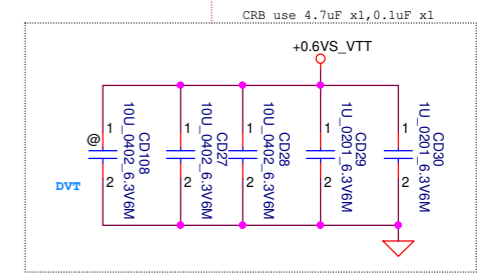 CRB use 4.7uF x1,0.1uF x1
+0.6VS_VTT
@
1
2
CD108
10U_0402_6.3V6M
1
2
CD27
10U_0402_6.3V6M
1
2
CD28
10U_0402_6.3V6M
1
2
CD29
1U_0201_6.3V6M
1
2
CD30
1U_0201_6.3V6M
DVT